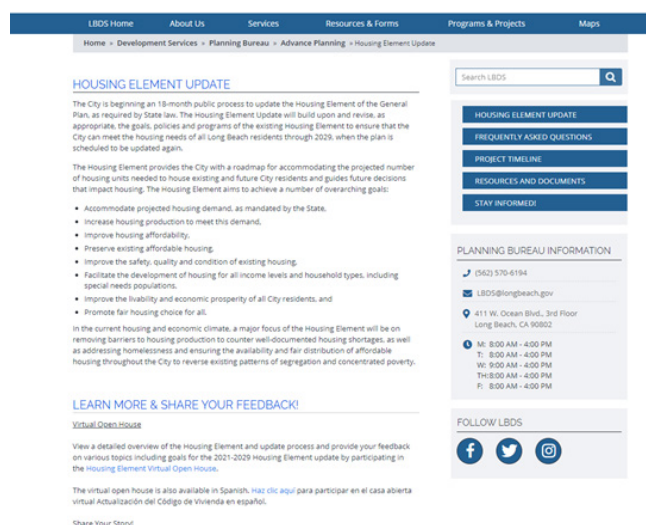 LBDS Home About Us Services Resources & Forms Programs & Projects Maps
Home » Development Services » Planning Bureau » Advance Planning » Housing Element Update
HOUSING ELEMENT UPDATE
The City is beginning an 18-month public process to update the Housing Element of the General
Plan, as required by State law. The Housing Element Update will build upon and revise, as
appropriate, the goals, policies and programs of the existing Housing Element to ensure that the
City can meet the housing needs of all Long Beach residents through 2029, when the plan is
scheduled to be updated again.
The Housing Element provides the City with a roadmap for accommodating the projected number
of housing units needed to house existing and future City residents and guides future decisions
that impact housing. The Housing Element aims to achieve a number of overarching goals:
• Accommodate projected housing demand, as mandated by the State,
• Increase housing production to meet this demand,
• Improve housing affordability,
• Preserve existing affordable housing,
• Improve the safety, quality and condition of existing housing,
• Facilitate the development of housing for all income levels and household types, including
special needs populations,
• Improve the livability and economic prosperity of all City residents, and
• Promote fair housing choice for all.
In the current housing and economic climate, a major focus of the Housing Element will be on
removing barriers to housing production to counter well-documented housing shortages, as well
as addressing homelessness and ensuring the availability and fair distribution of affordable
housing throughout the City to reverse existing patterns of segregation and concentrated poverty.
LEARN MORE & SHARE YOUR FEEDBACK!
Virtual Open House
View a detailed overview of the Housing Element and update process and provide your feedback
on various topics including goals for the 2021-2029 Housing Element update by participating in
the Housing Element Virtual Open House.
The virtual open house is also available in Spanish. Haz clic aquí para participar en el casa abierta
virtual Actualización del Código de Vivienda en español.
Share Your Story!
Search LBDS
HOUSING ELEMENT UPDATE
FREQUENTLY ASKED QUESTIONS
PROJECT TIMELINE
RESOURCES AND DOCUMENTS
STAY INFORMED!
PLANNING BUREAU INFORMATION
(562) 570-6194
LBDS@longbeach.gov
411 W. Ocean Blvd., 3rd Floor
Long Beach, CA 90802
M: 8:00 AM - 4:00 PM
T: 8:00 AM - 4:00 PM
W: 9:00 AM - 4:00 PM
TH:8:00 AM - 4:00 PM
F: 8:00 AM - 4:00 PM
FOLLOW LBDS